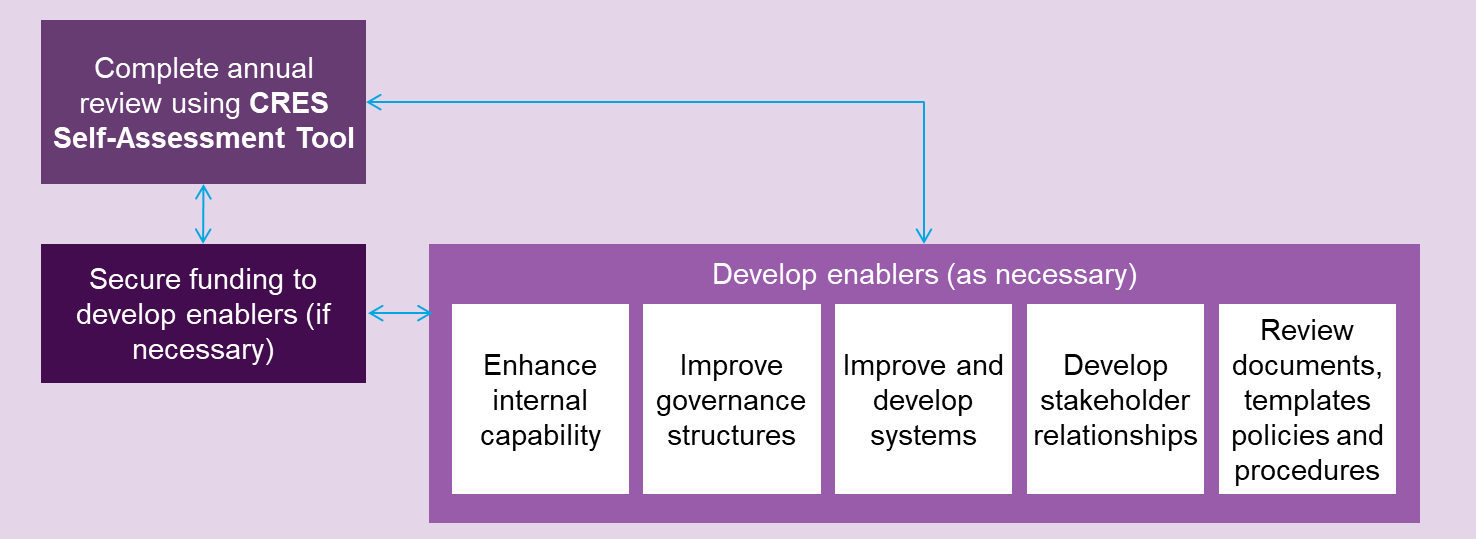 Complete annual
review using CRES
Self-Assessment Tool
Secure funding to
develop enablers (if
necessary)
Develop enablers (as necessary)
Enhance
internal
capability
Improve
governance
structures
Improve and
develop
systems
Develop
stakeholder
relationships
Review
documents,
templates
policies and
procedures